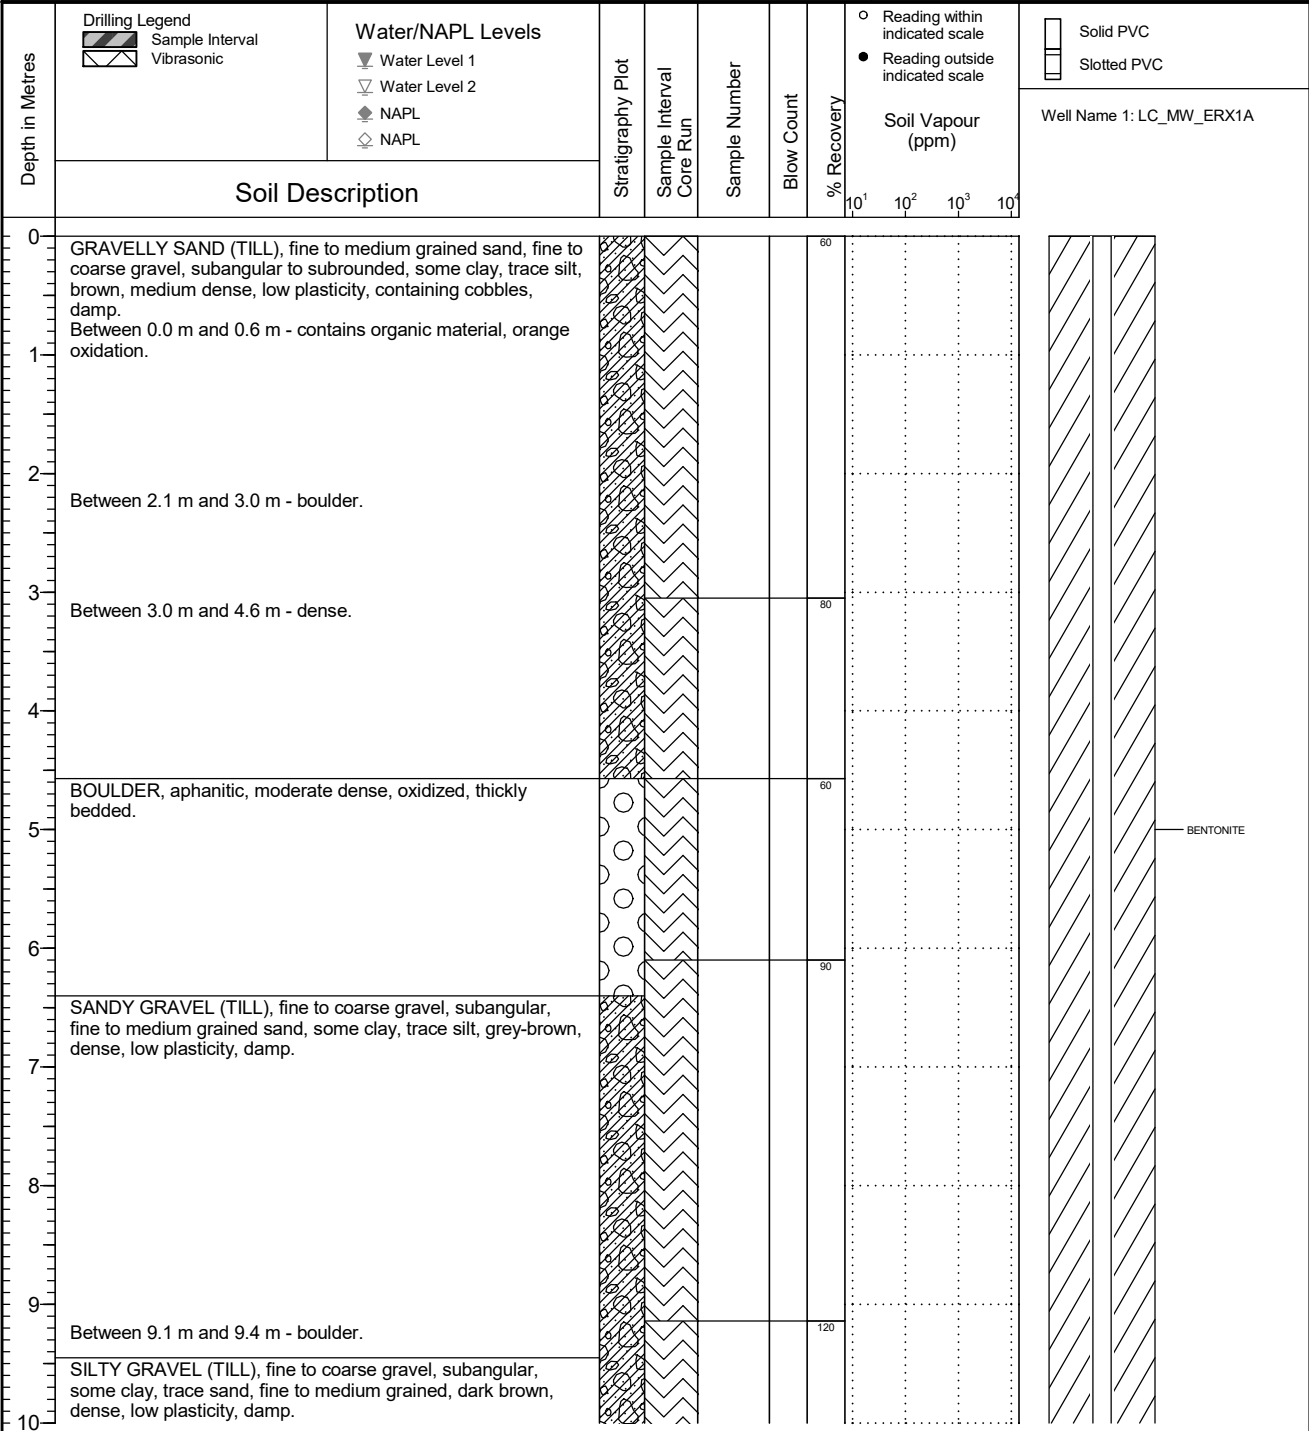 Depth in Metres
Drilling Legend
Sample Interval
Vibrasonic
Water/NAPL Levels
Water Level 1
Water Level 2
NAPL
NAPL
Soil Description
Stratigraphy Plot
Sample Interval
Core Run
Sample Number
Blow Count
% Recovery
Reading within
indicated scale
Reading outside
indicated scale
Soil Vapour
(ppm)
10¹ 10² 10³ 10⁴
Solid PVC
Slotted PVC
Well Name 1: LC_MW_ERX1A
0
GRAVELLY SAND (TILL), fine to medium grained sand, fine to
coarse gravel, subangular to subrounded, some clay, trace silt,
brown, medium dense, low plasticity, containing cobbles,
damp.
Between 0.0 m and 0.6 m - contains organic material, orange
oxidation.
60
1
2
Between 2.1 m and 3.0 m - boulder.
3
Between 3.0 m and 4.6 m - dense.
80
4
BOULDER, aphanitic, moderate dense, oxidized, thickly
bedded.
60
5
BENTONITE
6
90
SANDY GRAVEL (TILL), fine to coarse gravel, subangular,
fine to medium grained sand, some clay, trace silt, grey-brown,
dense, low plasticity, damp.
7
8
9
Between 9.1 m and 9.4 m - boulder.
120
SILTY GRAVEL (TILL), fine to coarse gravel, subangular,
some clay, trace sand, fine to medium grained, dark brown,
dense, low plasticity, damp.
10